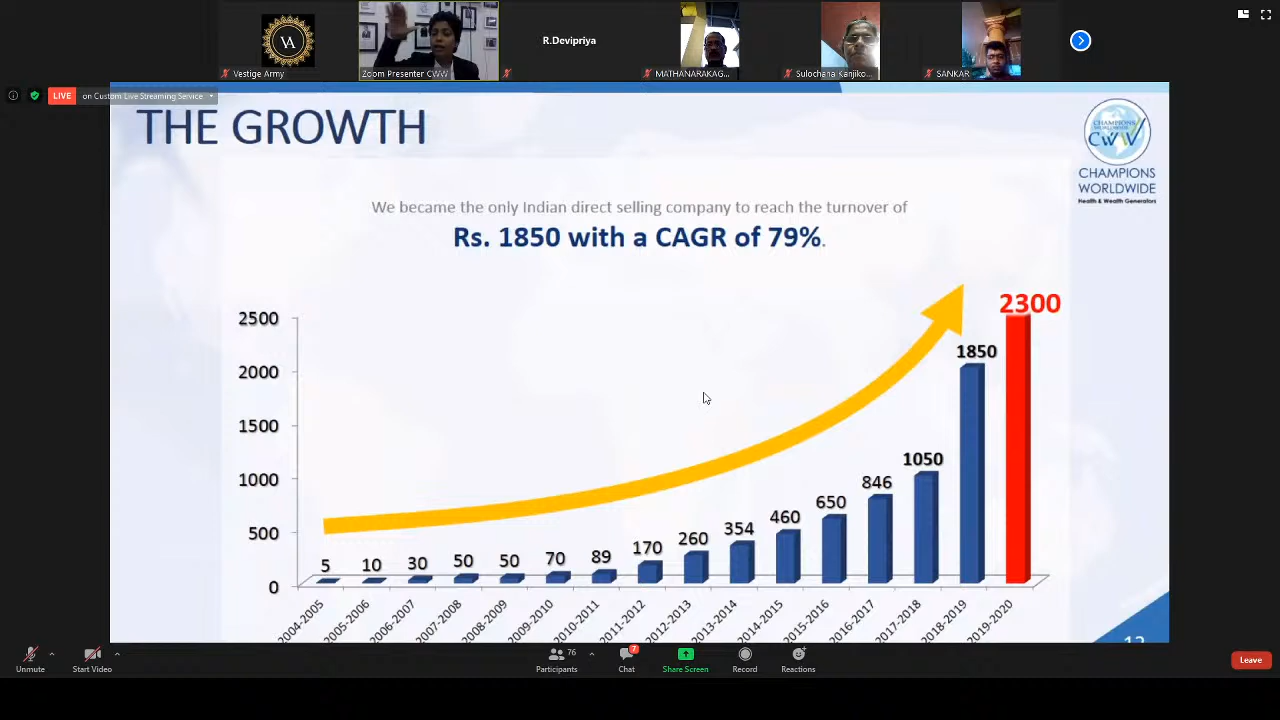 VA
R.Devipriya
Vestige Army
Zoom Presenter CWW
MATHANARAKAG...
Sulochana Kanjiko...
SANKAR
LIVE
on Custom Live Streaming Service
THE GROWTH
CHAMPIONS
WORLDWIDE
CWW
CHAMPIONS
WORLDWIDE
Health & Wealth Generators
We became the only Indian direct selling company to reach the turnover of
Rs. 1850 with a CAGR of 79%.
2500
2000
1500
1000
500
0
5
10
30
50
50
70
89
170
260
354
460
650
846
1050
1850
2300
2004-2005
2005-2006
2006-2007
2007-2008
2008-2009
2009-2010
2010-2011
2011-2012
2012-2013
2013-2014
2014-2015
2015-2016
2016-2017
2017-2018
2018-2019
2019-2020
Unmute
Start Video
76
Participants
7
Chat
Share Screen
Record
Reactions
Leave